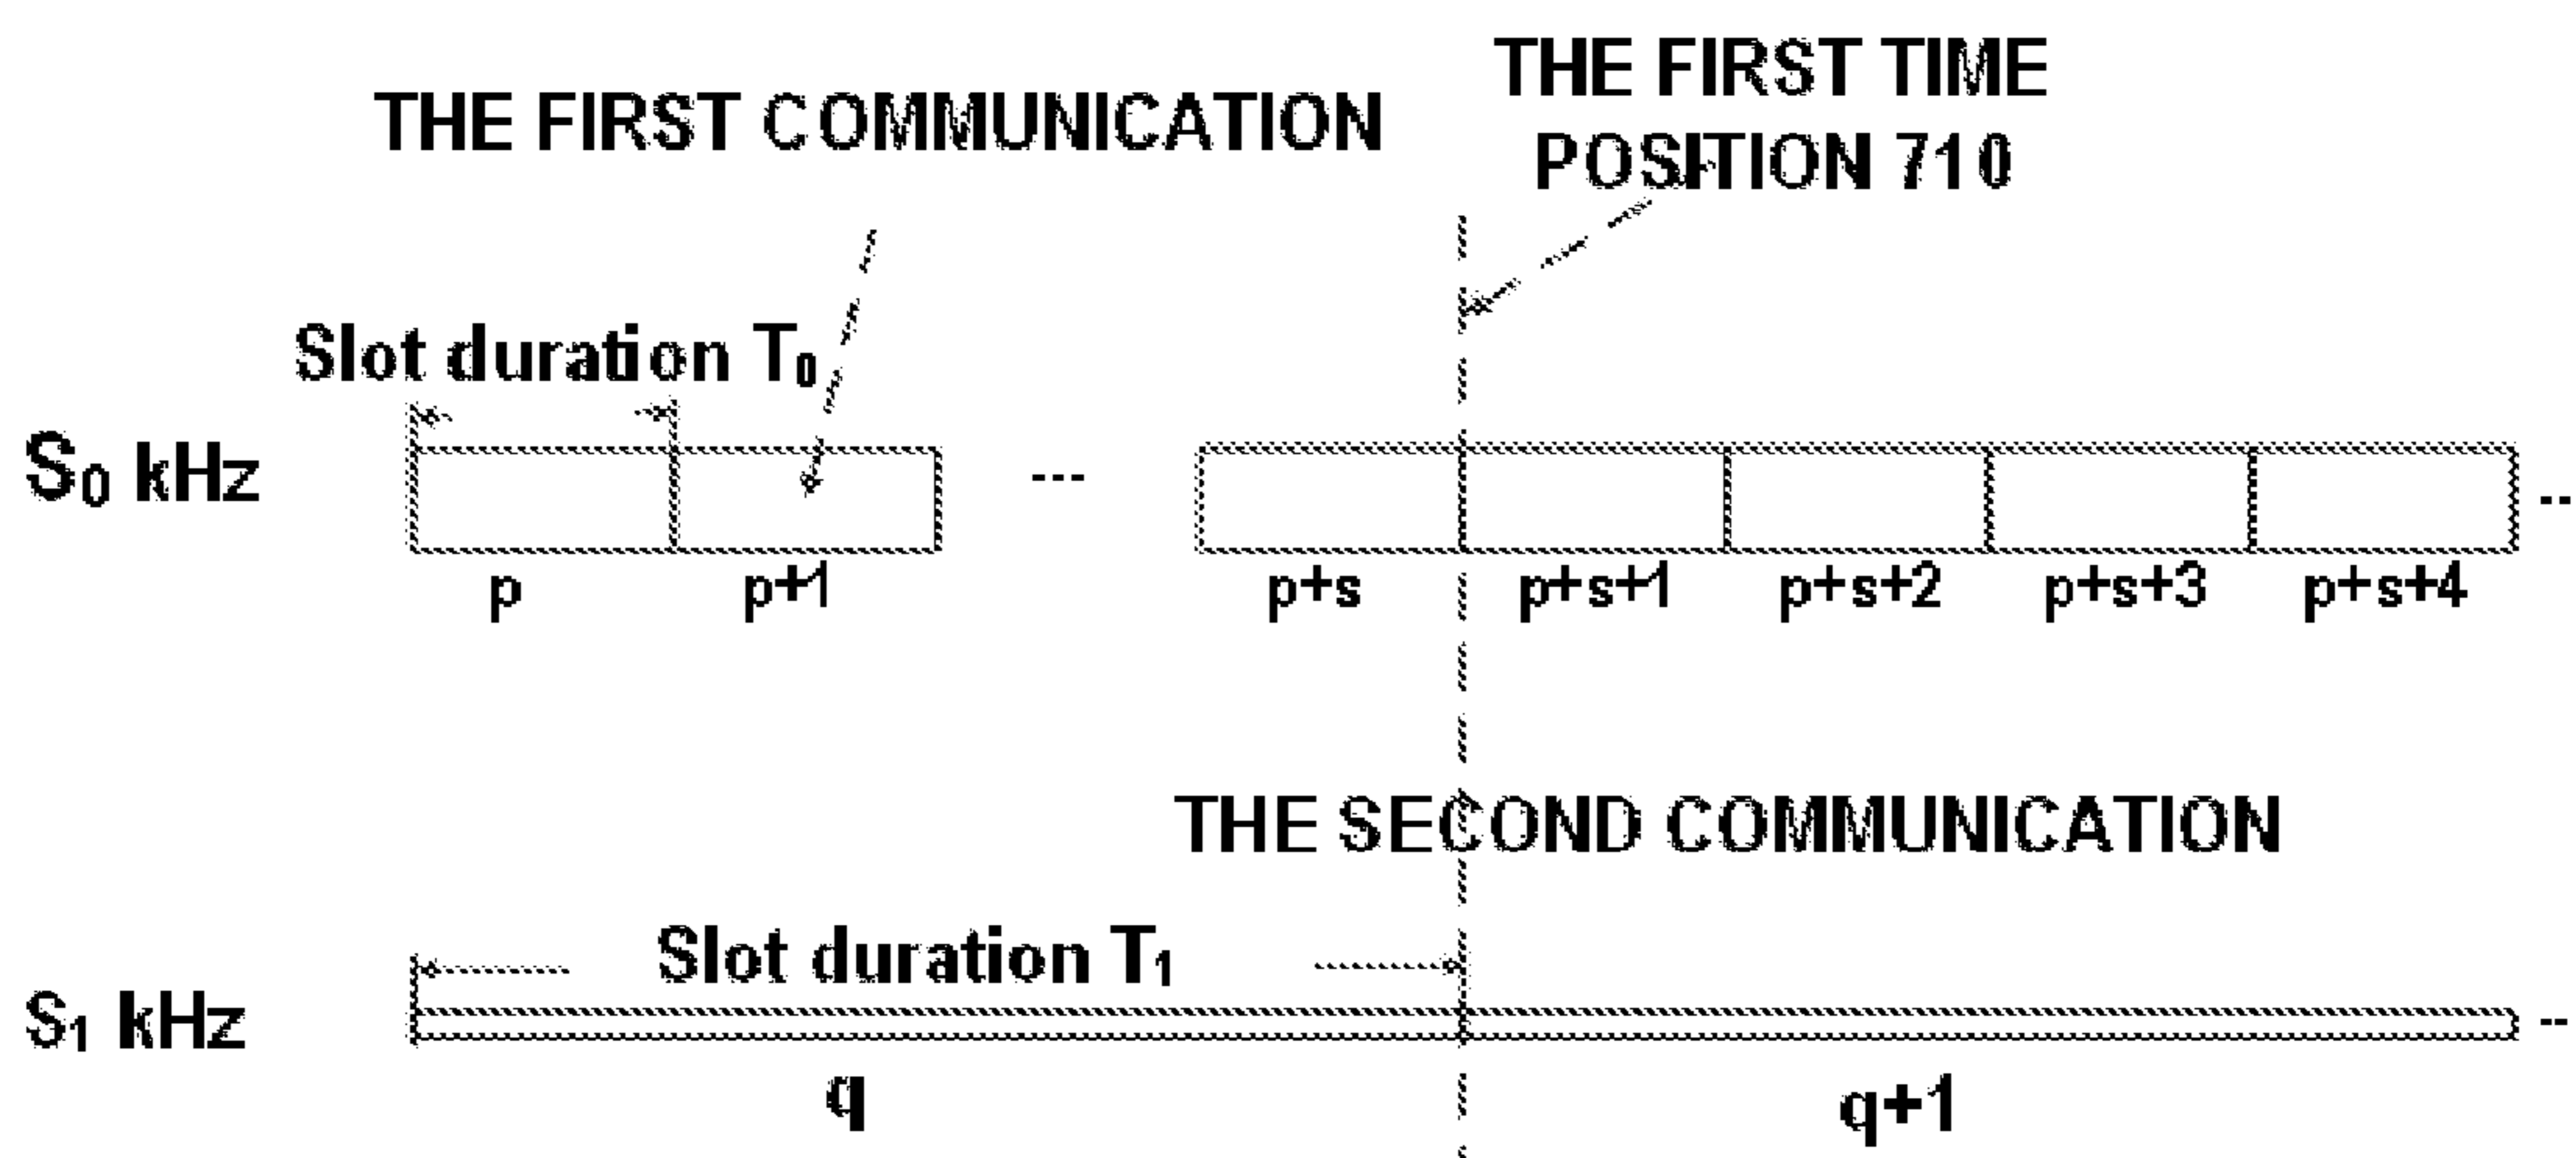 THE FIRST COMMUNICATION
THE FIRST TIME
POSITION 710
Slot duration T₀
S₀ kHz
---
--
p
p+1
p+s
p+s+1
p+s+2
p+s+3
p+s+4
THE SECOND COMMUNICATION
Slot duration T₁
S₁ kHz
--
q
q+1